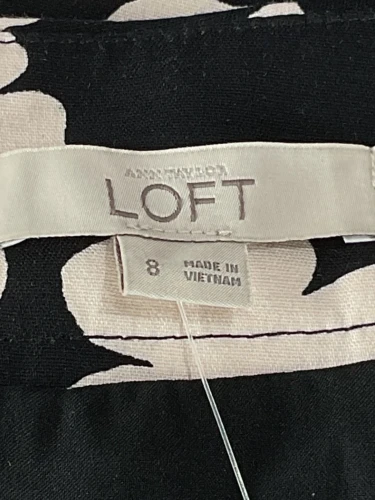 ANN TAYLOR
LOFT
8
MADE IN
VIETNAM